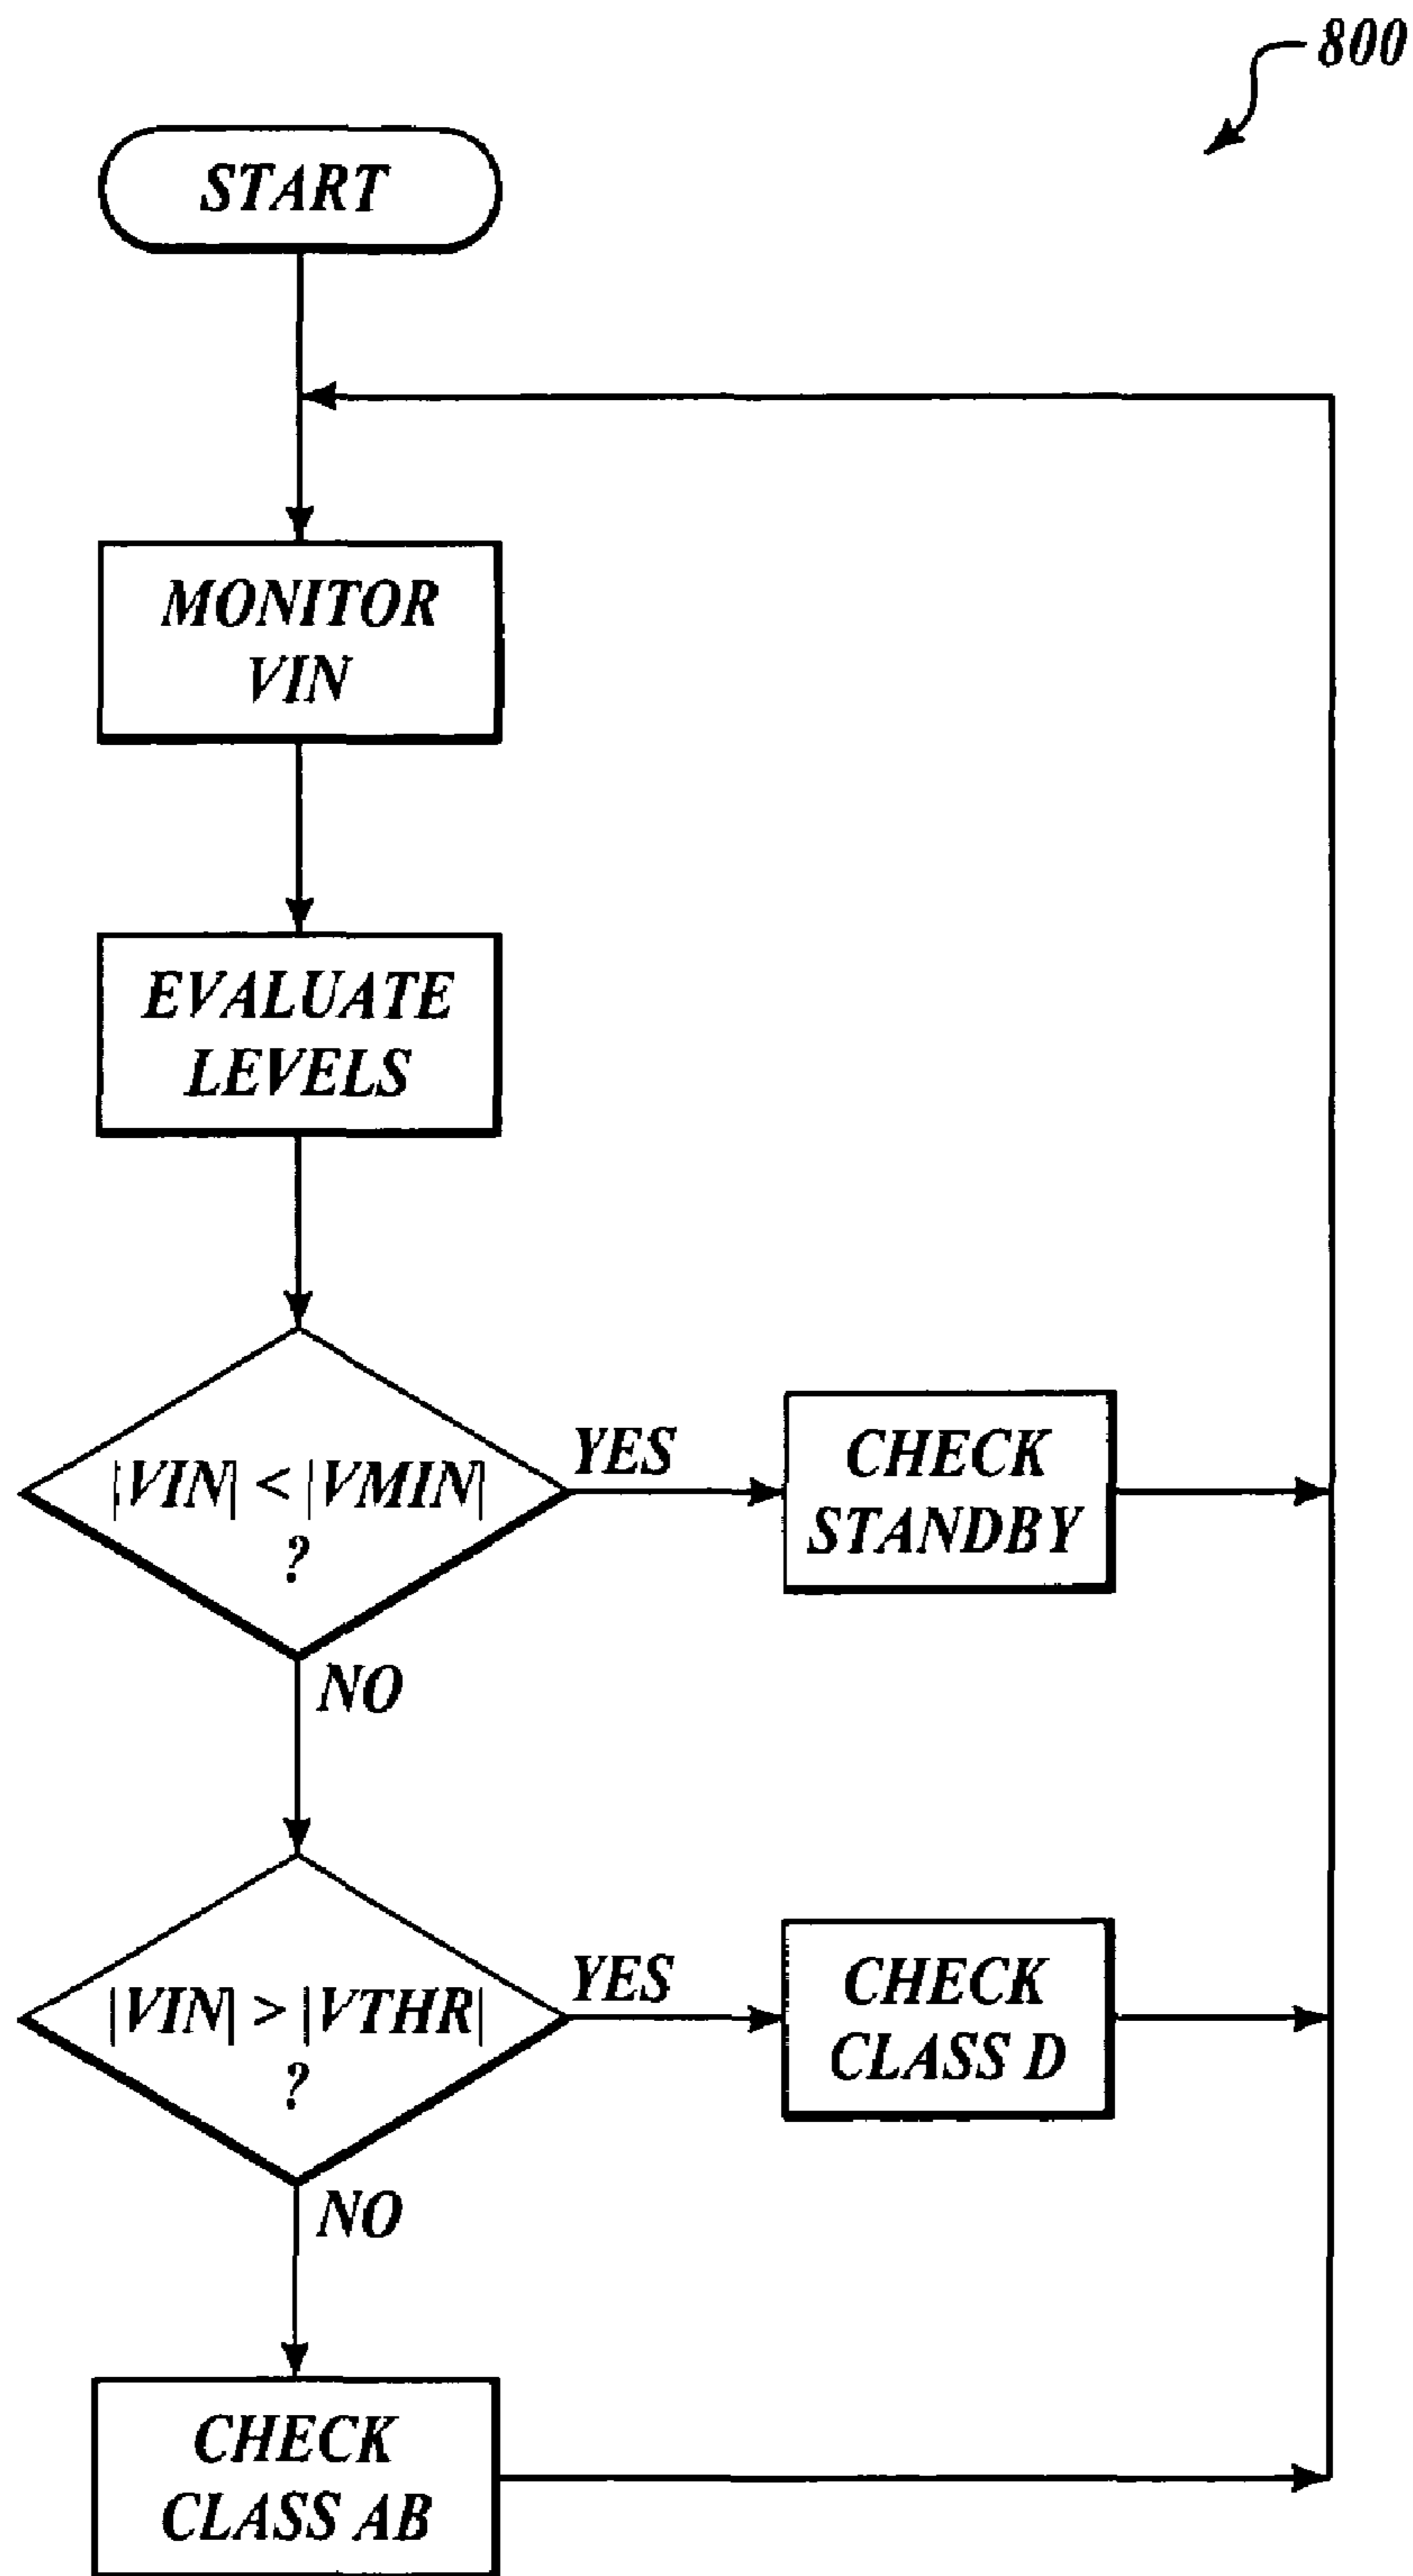 800
START
MONITOR
VIN
EVALUATE
LEVELS
|VIN| < |VMIN|
?
YES
CHECK
STANDBY
NO
|VIN| > |VTHR|
?
YES
CHECK
CLASS D
NO
CHECK
CLASS AB